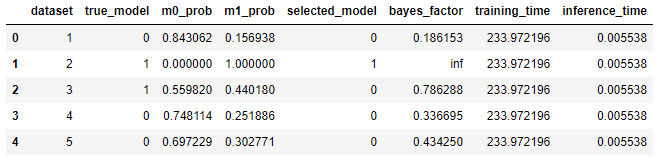 dataset true_model m0_prob m1_prob selected_model bayes_factor training_time inference_time
0 1 0 0.843062 0.156938 0 0.186153 233.972196 0.005538
1 2 1 0.000000 1.000000 1 inf 233.972196 0.005538
2 3 1 0.559820 0.440180 0 0.786288 233.972196 0.005538
3 4 0 0.748114 0.251886 0 0.336695 233.972196 0.005538
4 5 0 0.697229 0.302771 0 0.434250 233.972196 0.005538